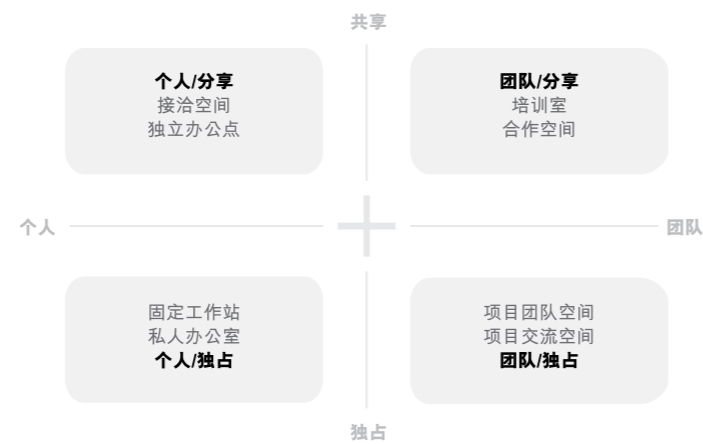 共享
个人/分享
接洽空间
独立办公点
团队/分享
培训室
合作空间
个人
团队
固定工作站
私人办公室
个人/独占
项目团队空间
项目交流空间
团队/独占
独占